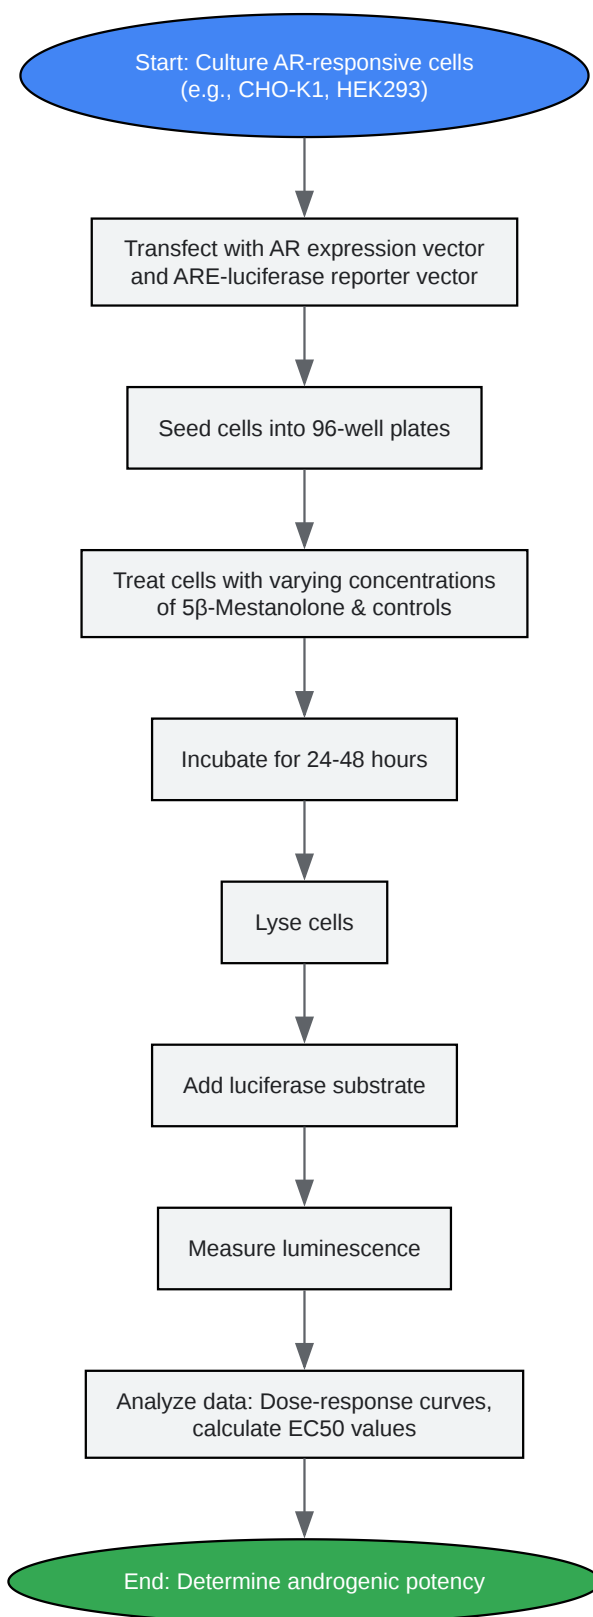 Start: Culture AR-responsive cells
(e.g., CHO-K1, HEK293)
Transfect with AR expression vector
and ARE-luciferase reporter vector
Seed cells into 96-well plates
Treat cells with varying concentrations
of 5β-Mestanolone & controls
Incubate for 24-48 hours
Lyse cells
Add luciferase substrate
Measure luminescence
Analyze data: Dose-response curves,
calculate EC50 values
End: Determine androgenic potency